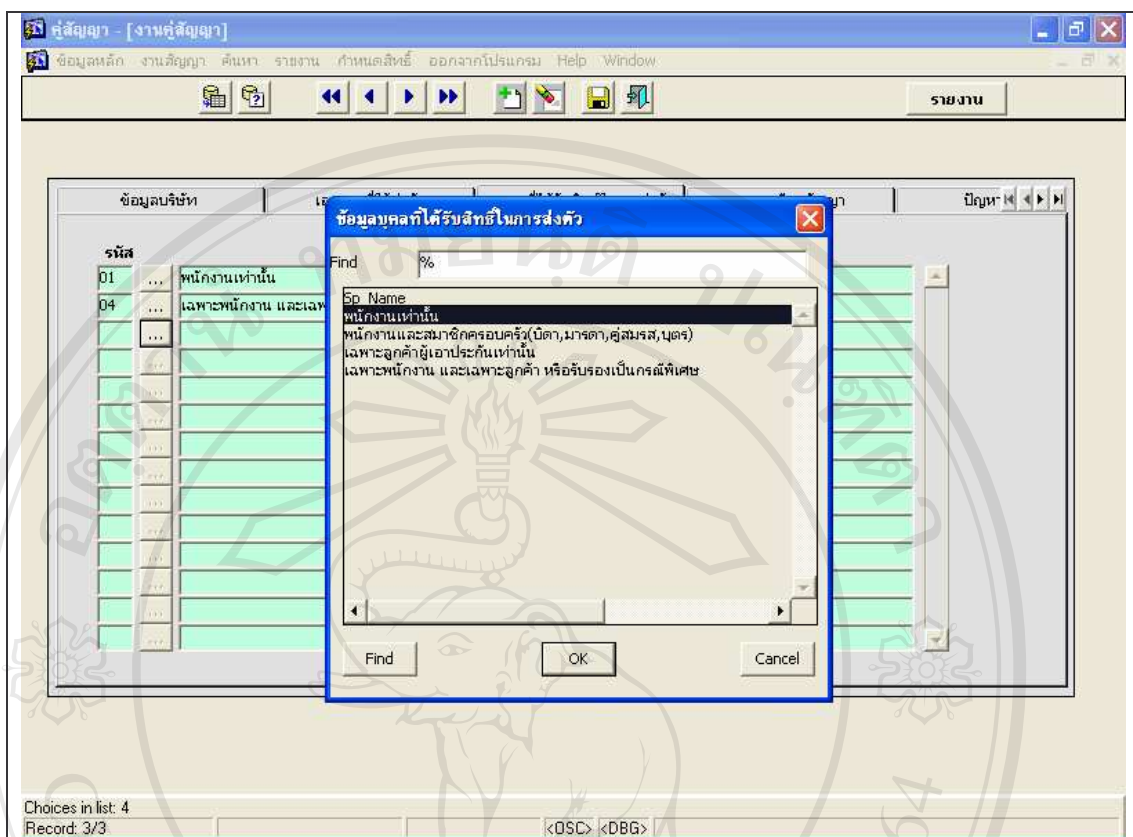 คู่สัญญา - [งานคู่สัญญา]
ข้อมูลหลัก งานสัญญา ค้นหา รายงาน กำหนดสิทธิ์ ออกจากโปรแกรม Help Window
รายงาน
ข้อมูลบริษัท
ข้อมูลบุคลที่ได้รับสิทธิ์ในการส่งตัว
รหัส
Find %
01 ... พนักงานเท่านั้น
04 ... เฉพาะพนักงาน และเฉพ
Sp Name
พนักงานเท่านั้น
พนักงานและสมาชิกครอบครัว(บิดา,มารดา,คู่สมรส,บุตร)
เฉพาะลูกค้าผู้เอาประกันเท่านั้น
เฉพาะพนักงาน และเฉพาะลูกค้า หรือรับรองเป็นกรณีพิเศษ
Find OK Cancel
Choices in list: 4
Record: 3/3 <OSC> <DBG>